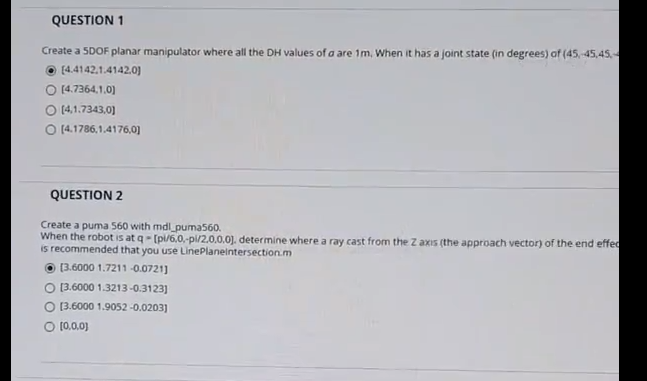 QUESTION 1
Create a 5DOF planar manipulator where all the DH values of a are 1m. When it has a joint state (in degrees) of (45,-45,45,-
[4.4142,1.4142,0]
[4.7364,1,0]
[4,1.7343,0]
[4.1786,1.4176,0]
QUESTION 2
Create a puma 560 with mdl_puma560.
When the robot is at q = [pi/6,0,-pi/2,0,0,0], determine where a ray cast from the Z axis (the approach vector) of the end effec
is recommended that you use LinePlaneIntersection.m
[3.6000 1.7211 -0.0721]
[3.6000 1.3213 -0.3123]
[3.6000 1.9052 -0.0203]
[0,0,0]